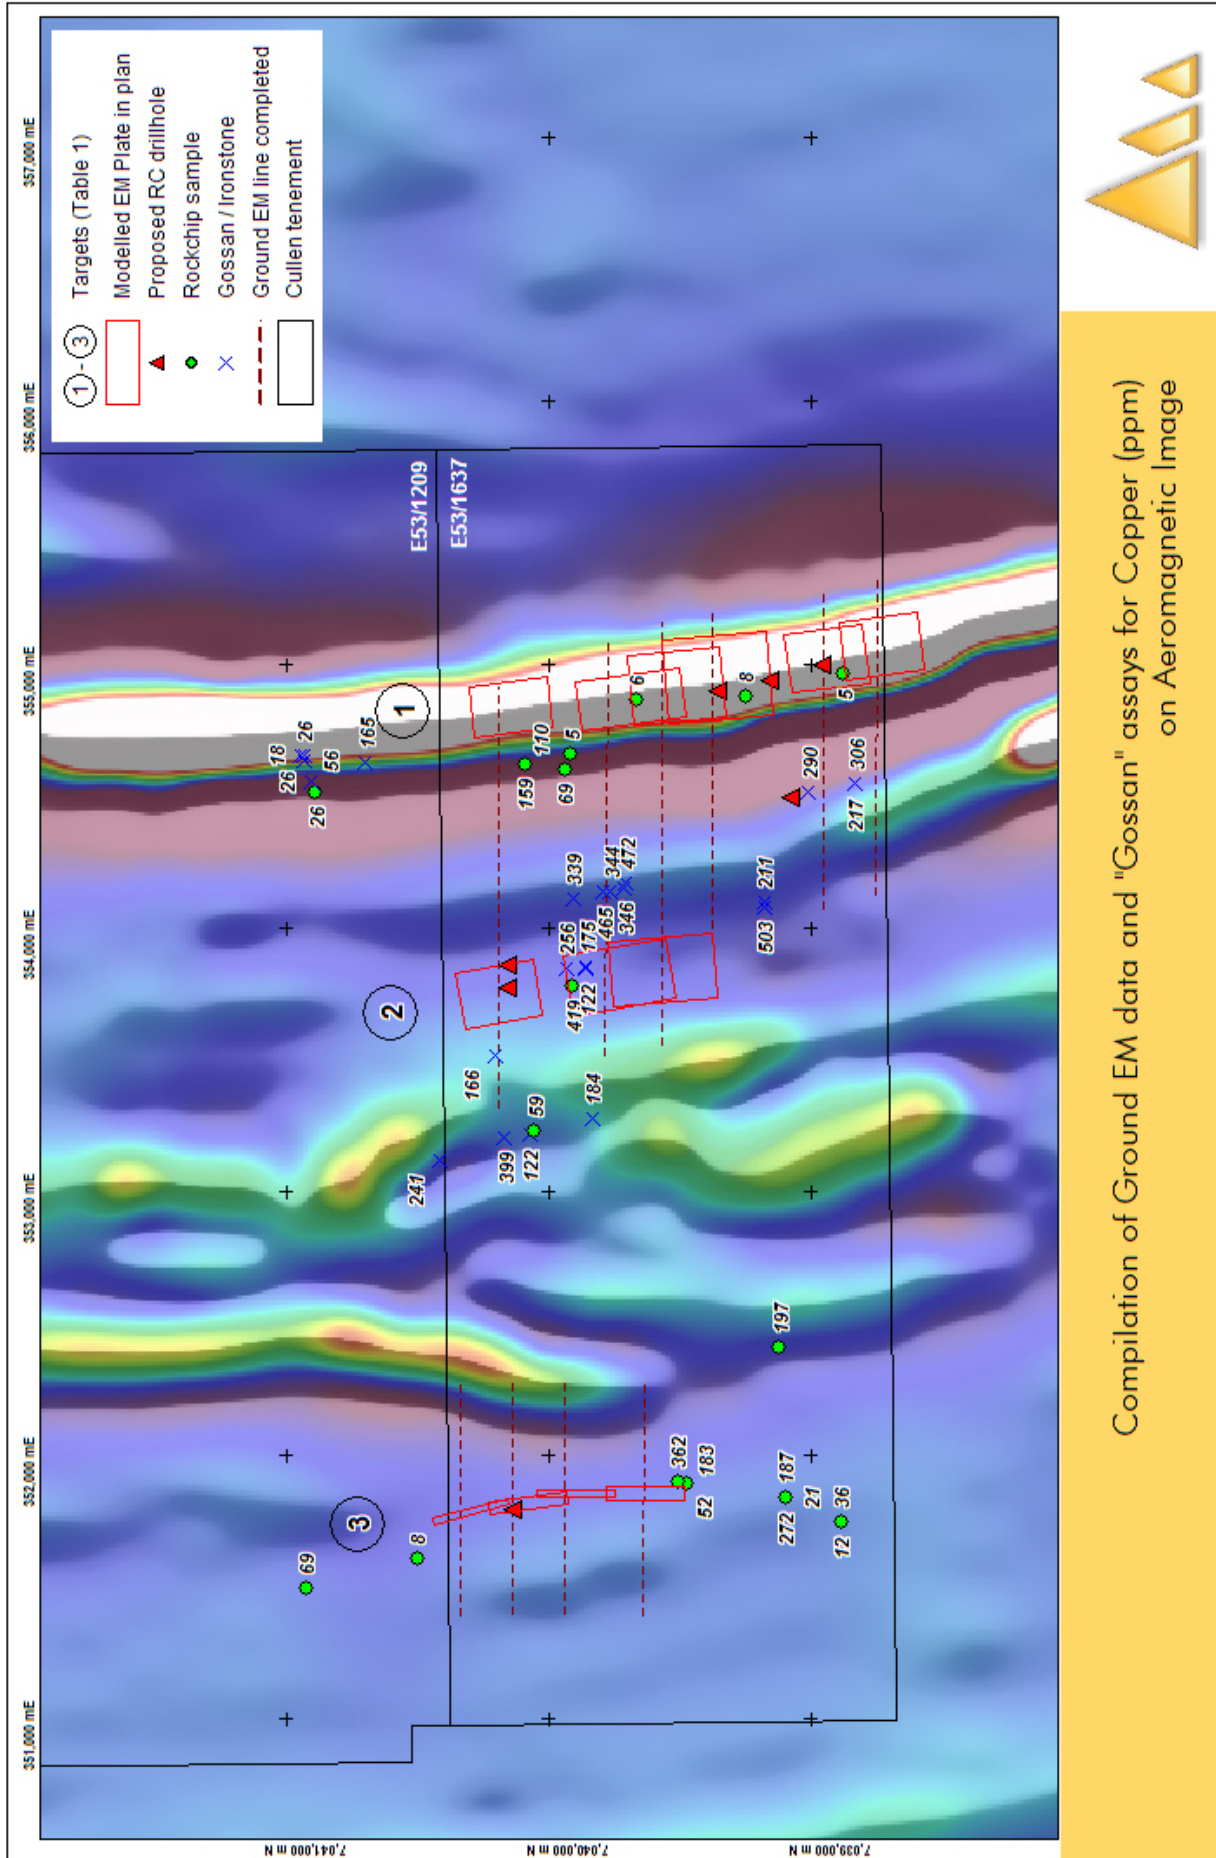 351,000 mE
352,000 mE
353,000 mE
354,000 mE
355,000 mE
356,000 mE
357,000 mE
7,041,000 m N
7,040,000 m N
7,039,000 m N
1 - 3 Targets (Table 1)
Modelled EM Plate in plan
Proposed RC drillhole
Rockchip sample
Gossan / Ironstone
Ground EM line completed
Cullen tenement
E53/1209
E53/1637
1
2
3
69
8
362
183
52
187
272
21
36
12
197
241
399
122
59
166
184
419
122
256
175
339
465
344
346
472
503
211
290
306
217
26
18
26
56
26
165
159
110
69
5
6
8
5
Compilation of Ground EM data and "Gossan" assays for Copper (ppm)
on Aeromagnetic Image